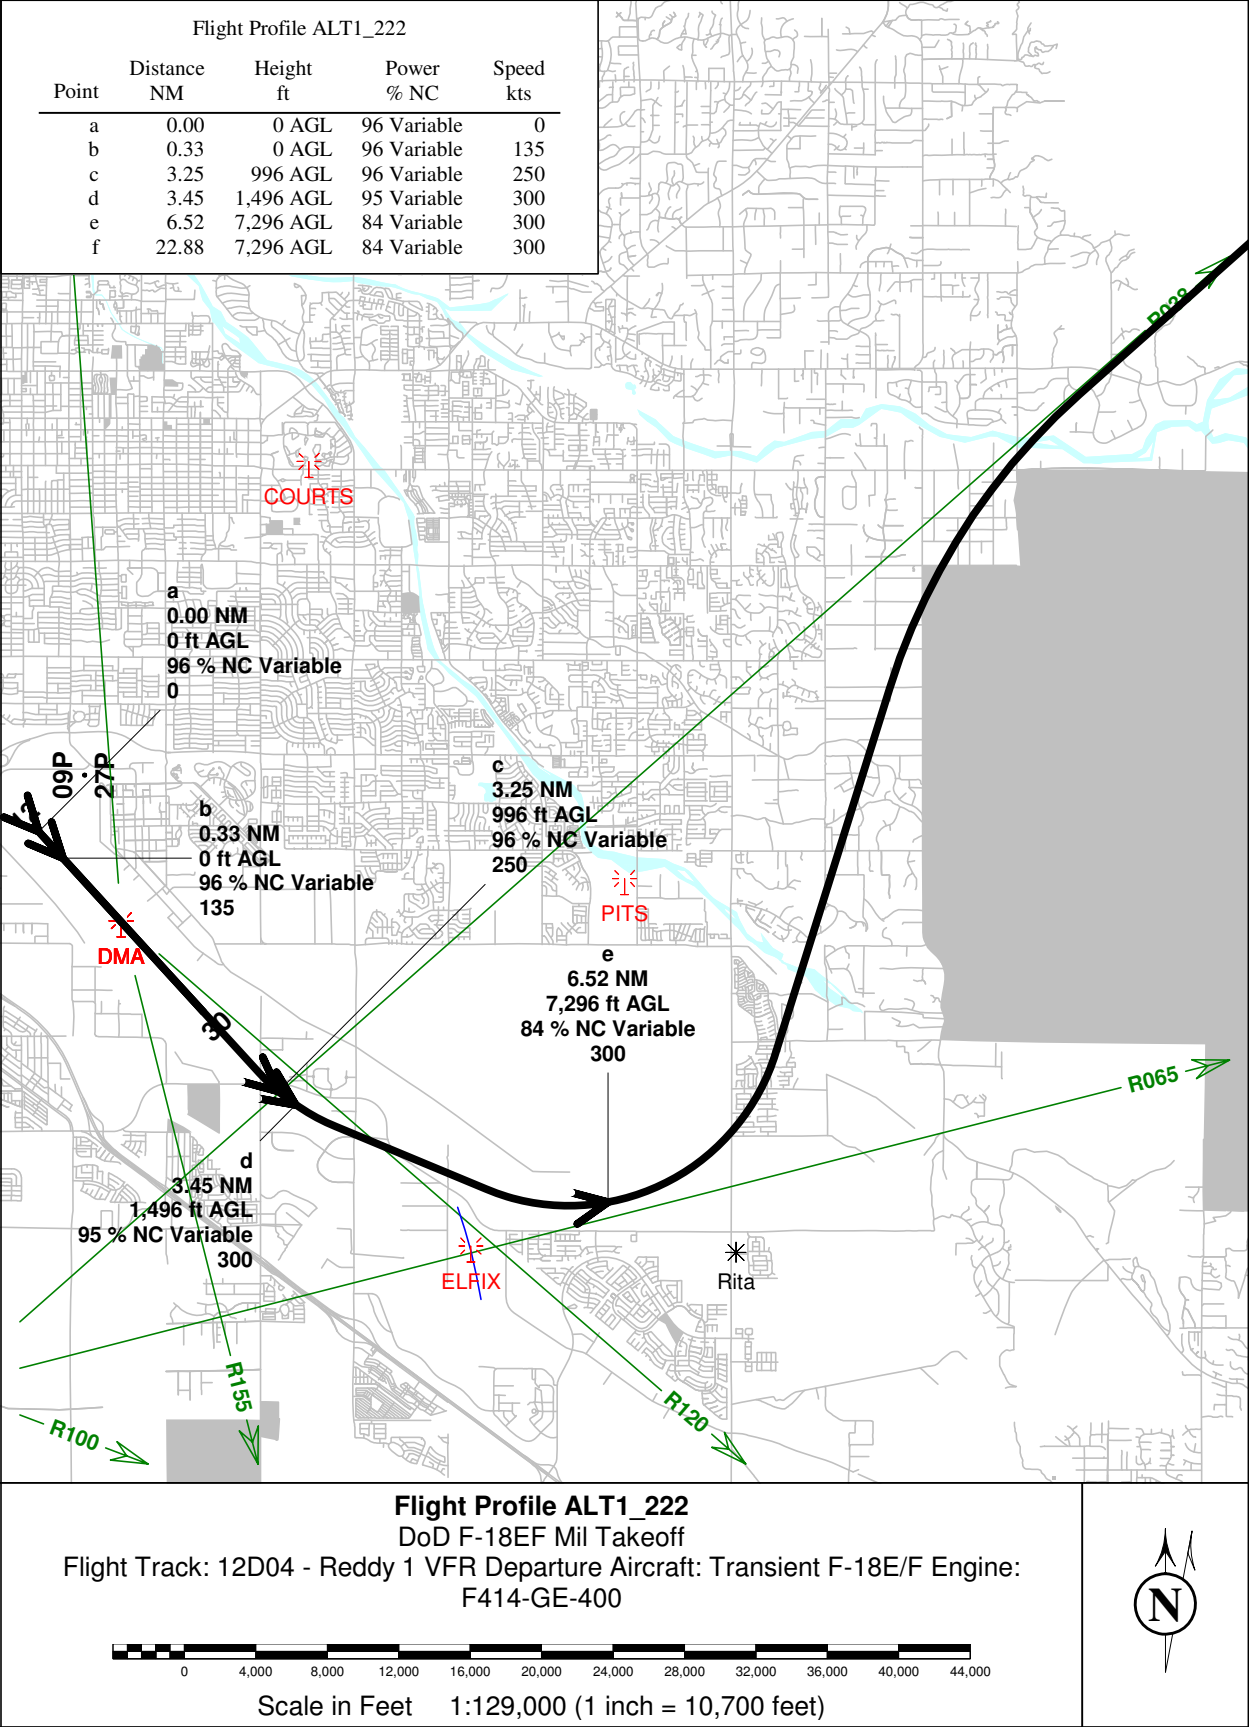 Flight Profile ALT1_222
Distance Height Power Speed
Point NM ft % NC kts
a 0.00 0 AGL 96 Variable 0
b 0.33 0 AGL 96 Variable 135
c 3.25 996 AGL 96 Variable 250
d 3.45 1,496 AGL 95 Variable 300
e 6.52 7,296 AGL 84 Variable 300
f 22.88 7,296 AGL 84 Variable 300
R038
COURTS
a
0.00 NM
0 ft AGL
96 % NC Variable
0
09P
27P
b
0.33 NM
0 ft AGL
96 % NC Variable
135
c
3.25 NM
996 ft AGL
96 % NC Variable
250
PITS
DMA
e
6.52 NM
7,296 ft AGL
84 % NC Variable
300
30
R065
d
3.45 NM
1,496 ft AGL
95 % NC Variable
300
ELFIX
Rita
R155
R120
R100
Flight Profile ALT1_222
DoD F-18EF Mil Takeoff
Flight Track: 12D04 - Reddy 1 VFR Departure Aircraft: Transient F-18E/F Engine:
F414-GE-400
0 4,000 8,000 12,000 16,000 20,000 24,000 28,000 32,000 36,000 40,000 44,000
Scale in Feet 1:129,000 (1 inch = 10,700 feet)
N